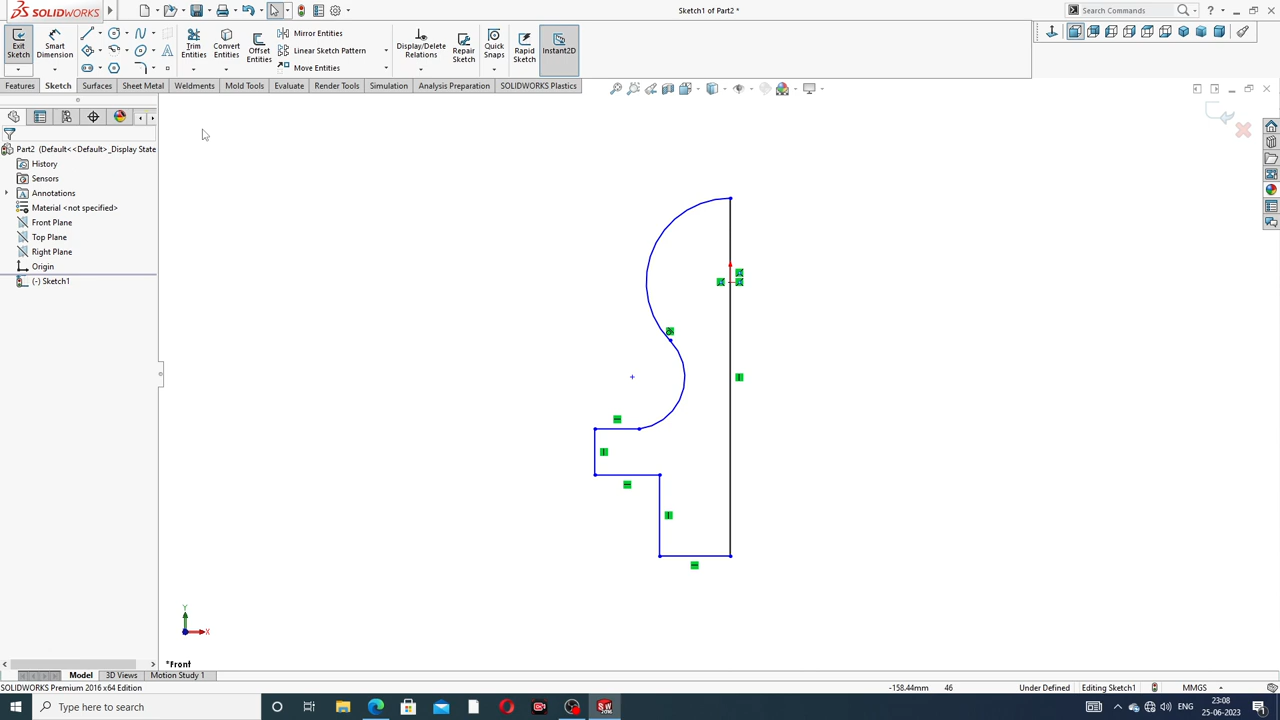 SOLIDWORKS
Sketch1 of Part2 *
Search Commands
Exit Sketch
Smart Dimension
Trim Entities
Convert Entities
Offset Entities
Mirror Entities
Linear Sketch Pattern
Move Entities
Display/Delete Relations
Repair Sketch
Quick Snaps
Rapid Sketch
Instant2D
Features
Sketch
Surfaces
Sheet Metal
Weldments
Mold Tools
Evaluate
Render Tools
Simulation
Analysis Preparation
SOLIDWORKS Plastics
Part2 (Default<<Default>_Display State
History
Sensors
Annotations
Material <not specified>
Front Plane
Top Plane
Right Plane
Origin
(-) Sketch1
Y
X
*Front
Model
3D Views
Motion Study 1
SOLIDWORKS Premium 2016 x64 Edition
-158.44mm
46
Under Defined
Editing Sketch1
MMGS
Type here to search
ENG
23:08
25-06-2023